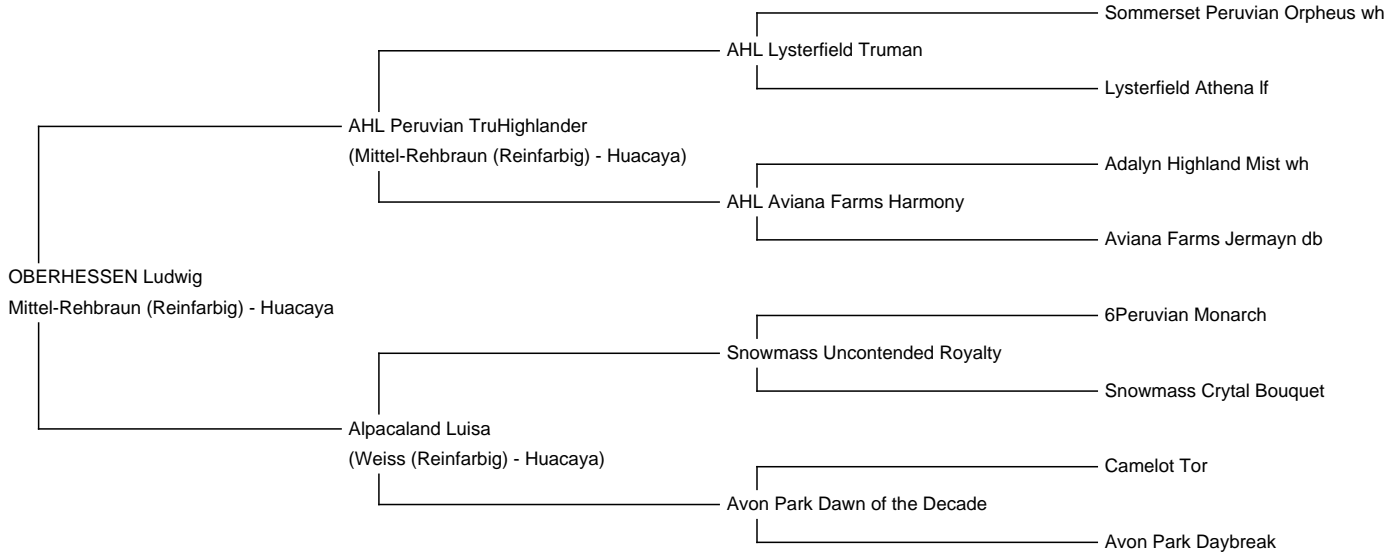 Sommerset Peruvian Orpheus wh
AHL Lysterfield Truman
Lysterfield Athena lf
AHL Peruvian TruHighlander
(Mittel-Rehbraun (Reinfarbig) - Huacaya)
Adalyn Highland Mist wh
AHL Aviana Farms Harmony
Aviana Farms Jermayn db
OBERHESSEN Ludwig
Mittel-Rehbraun (Reinfarbig) - Huacaya
6Peruvian Monarch
Snowmass Uncontended Royalty
Snowmass Crytal Bouquet
Alpacaland Luisa
(Weiss (Reinfarbig) - Huacaya)
Camelot Tor
Avon Park Dawn of the Decade
Avon Park Daybreak